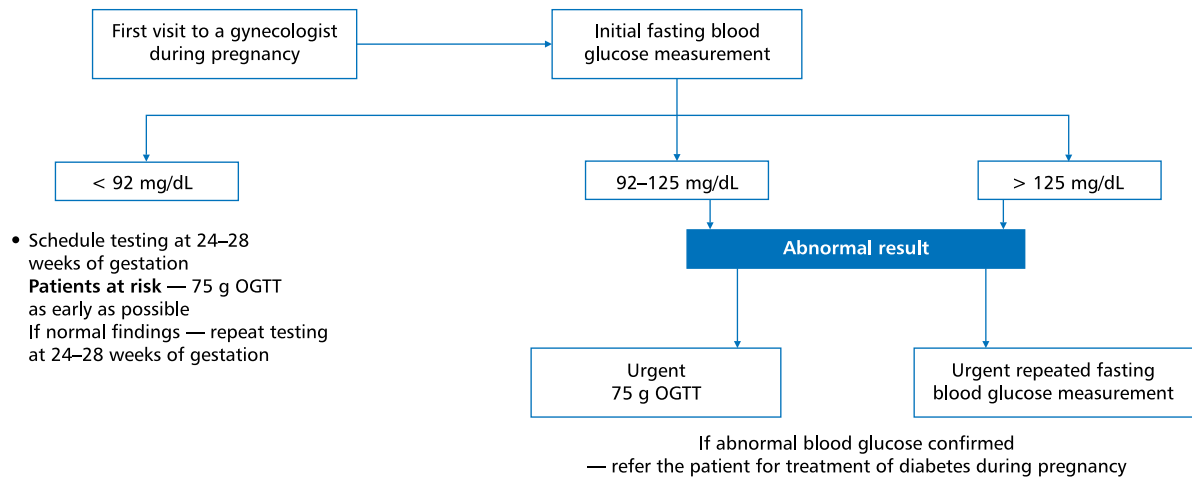 First visit to a gynecologist
during pregnancy
Initial fasting blood
glucose measurement
< 92 mg/dL
92–125 mg/dL
> 125 mg/dL
• Schedule testing at 24–28
weeks of gestation
Patients at risk — 75 g OGTT
as early as possible
If normal findings — repeat testing
at 24–28 weeks of gestation
Abnormal result
Urgent
75 g OGTT
Urgent repeated fasting
blood glucose measurement
If abnormal blood glucose confirmed
— refer the patient for treatment of diabetes during pregnancy